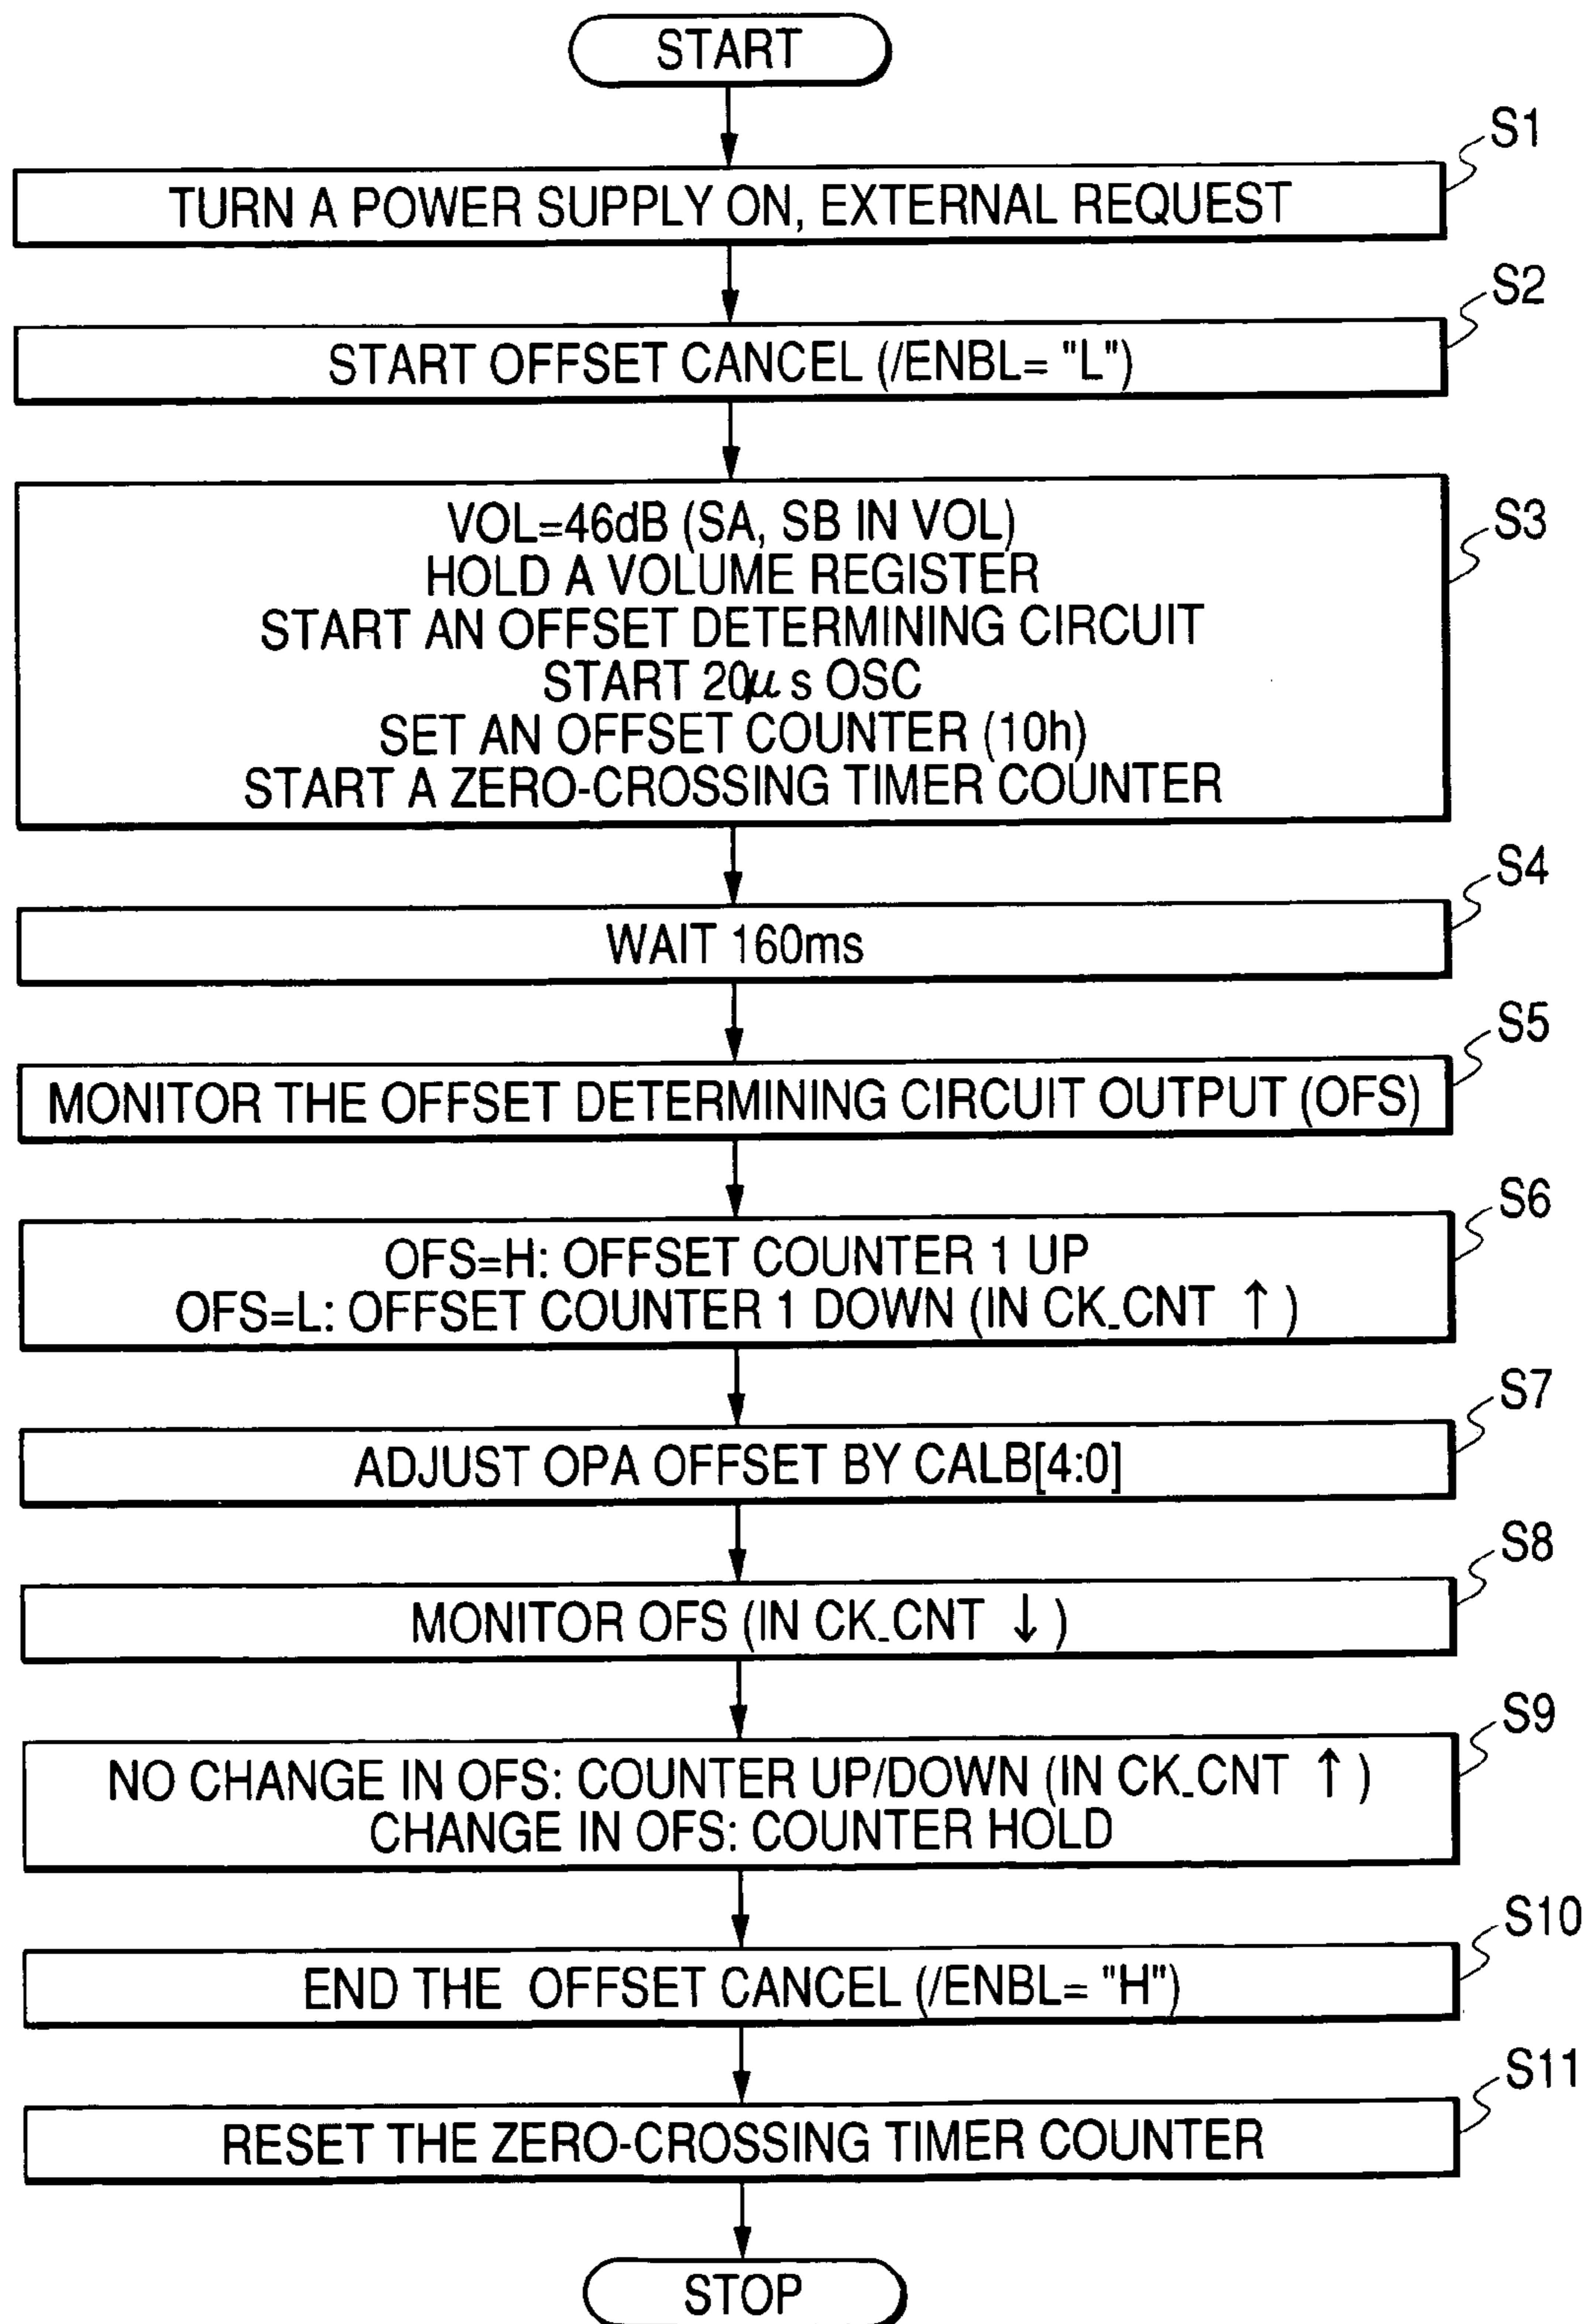 START
S1
TURN A POWER SUPPLY ON, EXTERNAL REQUEST
S2
START OFFSET CANCEL (/ENBL= "L")
S3
VOL=46dB (SA, SB IN VOL)
HOLD A VOLUME REGISTER
START AN OFFSET DETERMINING CIRCUIT
START 20μs OSC
SET AN OFFSET COUNTER (10h)
START A ZERO-CROSSING TIMER COUNTER
S4
WAIT 160ms
S5
MONITOR THE OFFSET DETERMINING CIRCUIT OUTPUT (OFS)
S6
OFS=H: OFFSET COUNTER 1 UP
OFS=L: OFFSET COUNTER 1 DOWN (IN CK_CNT ↑)
S7
ADJUST OPA OFFSET BY CALB[4:0]
S8
MONITOR OFS (IN CK_CNT ↓)
S9
NO CHANGE IN OFS: COUNTER UP/DOWN (IN CK_CNT ↑)
CHANGE IN OFS: COUNTER HOLD
S10
END THE OFFSET CANCEL (/ENBL= "H")
S11
RESET THE ZERO-CROSSING TIMER COUNTER
STOP